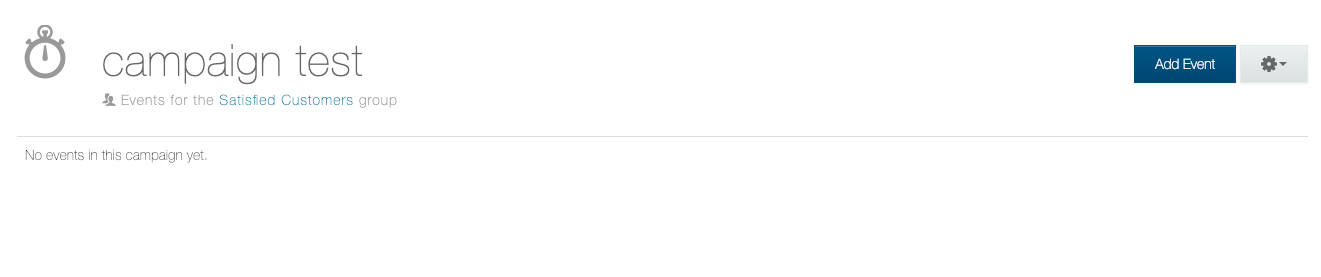 campaign test
Add Event
Events for the Satisfied Customers group
No events in this campaign yet.